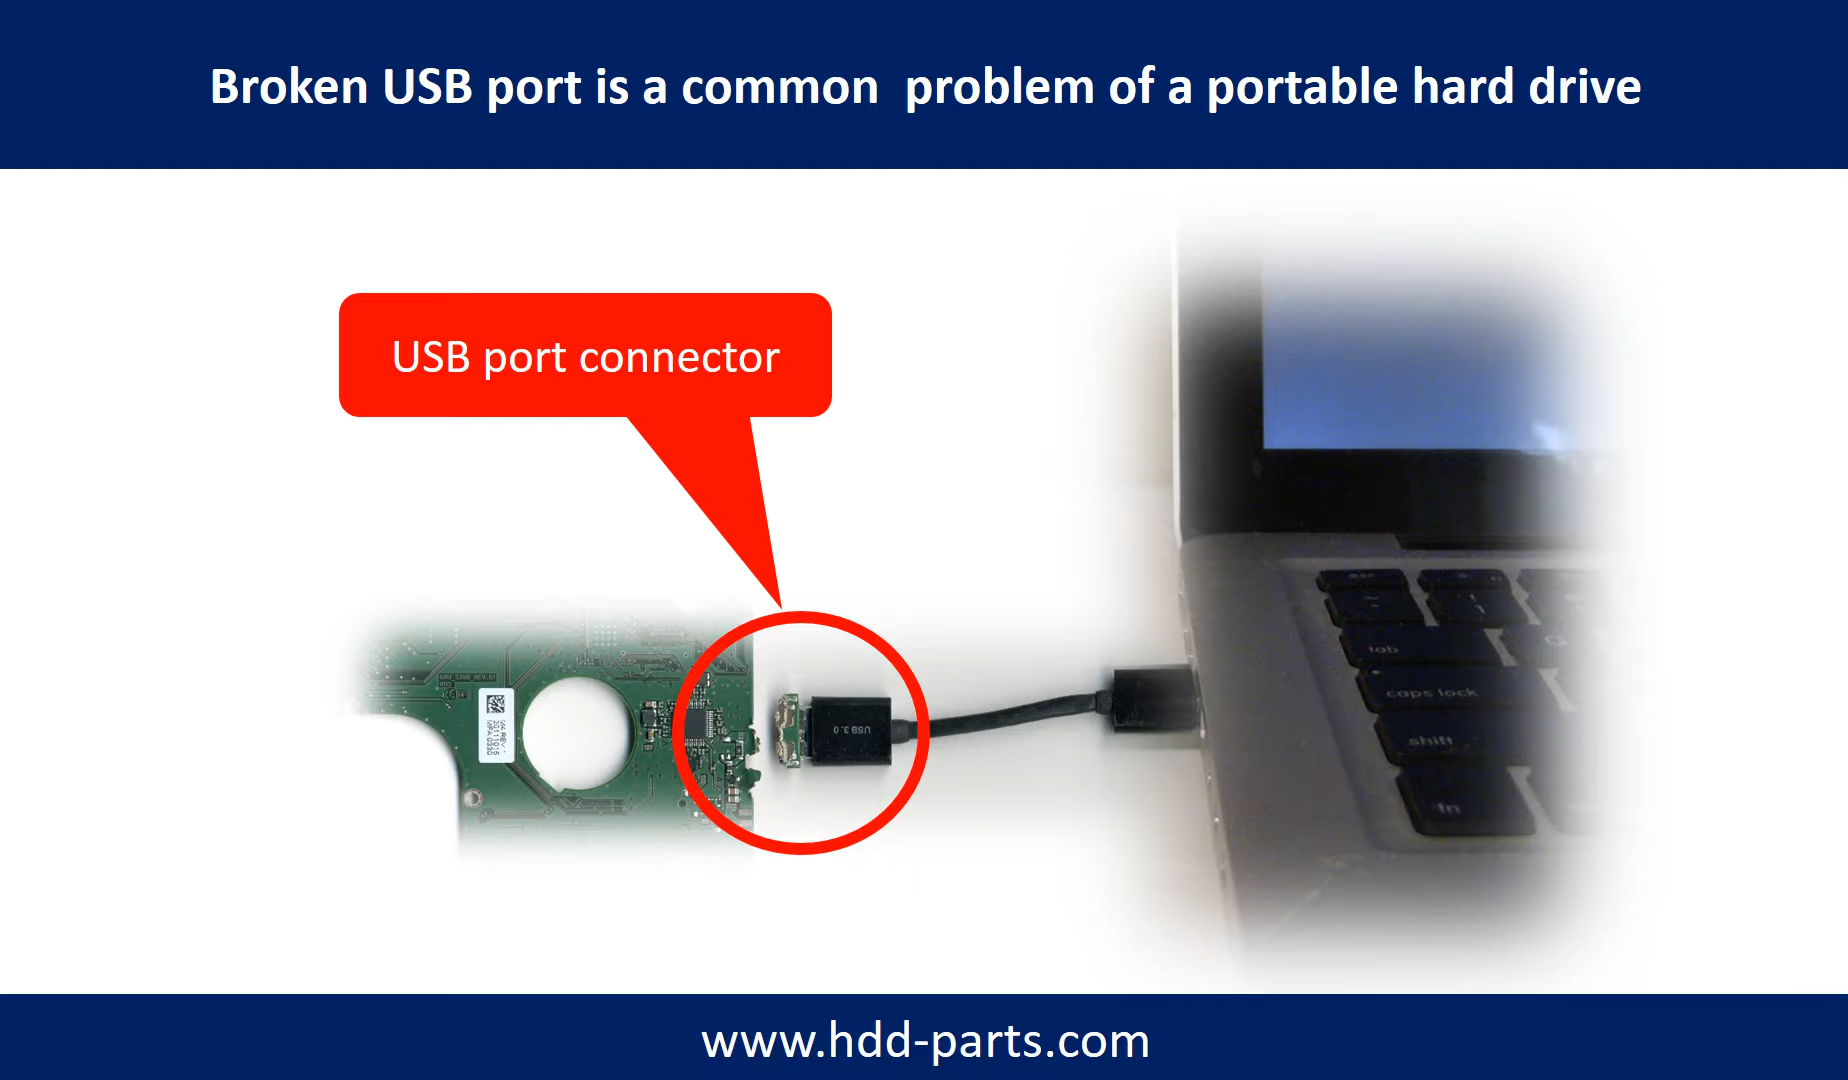 Broken USB port is a common  problem of a portable hard drive
USB port connector
USB 3.0
esc
tab
caps lock
shift
fn
www.hdd-parts.com